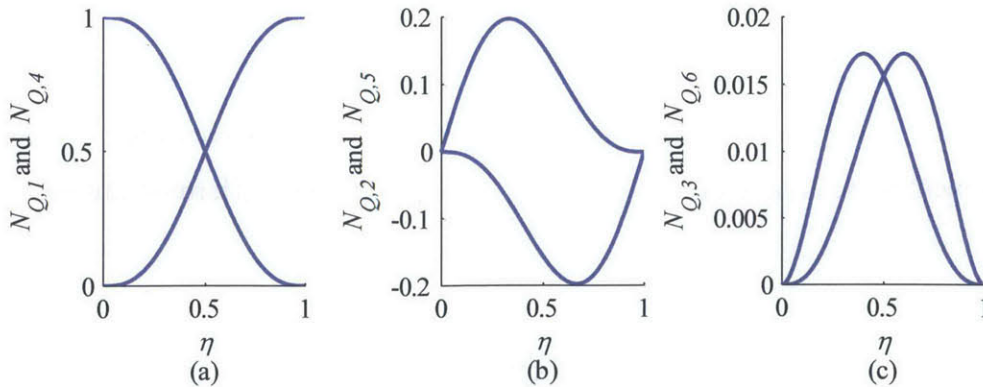 N_{Q,1} and N_{Q,4}
1
0.5
0
0
0.5
1
η
(a)
N_{Q,2} and N_{Q,5}
0.2
0.1
0
-0.1
-0.2
0
0.5
1
η
(b)
N_{Q,3} and N_{Q,6}
0.02
0.015
0.01
0.005
0
0
0.5
1
η
(c)